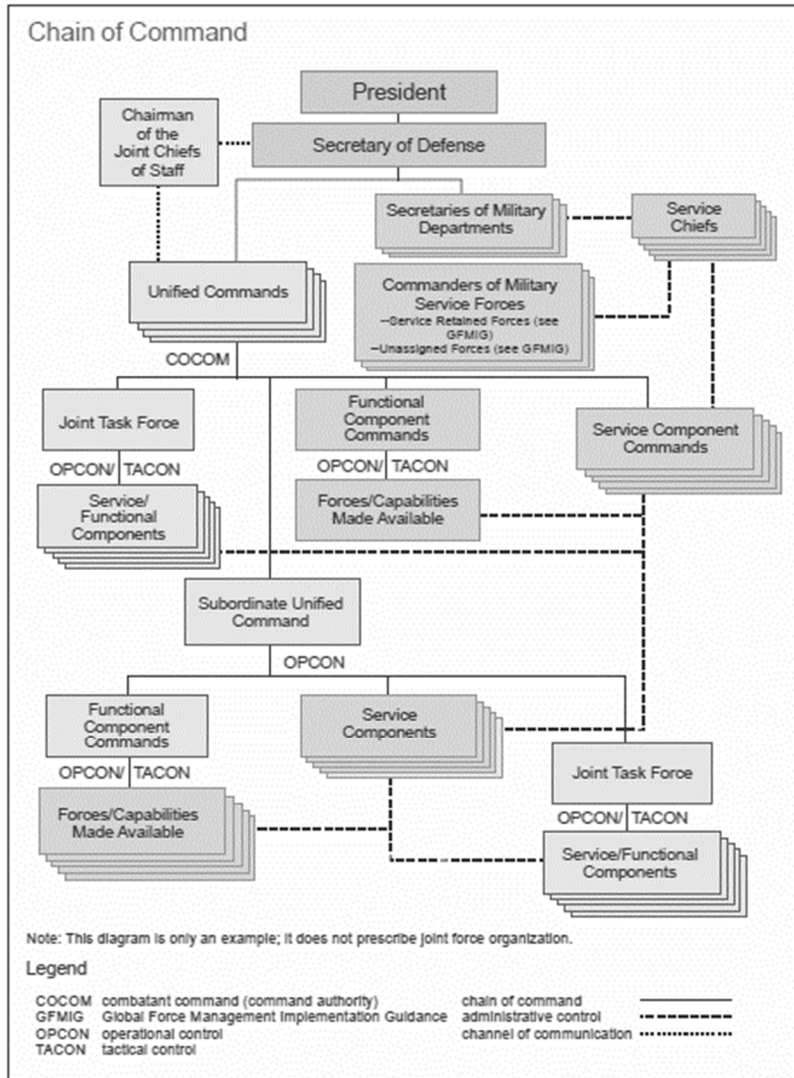 Chain of Command
President
Chairman
of the
Joint Chiefs
of Staff
Secretary of Defense
Secretaries of Military
Departments
Service
Chiefs
Unified Commands
Commanders of Military
Service Forces
—Service Retained Forces (see
GFMIG)
—Unassigned Forces (see GFMIG)
COCOM
Joint Task Force
Functional
Component
Commands
Service Component
Commands
OPCON/ TACON
OPCON/ TACON
Service/
Functional
Components
Forces/Capabilities
Made Available
Subordinate Unified
Command
OPCON
Functional
Component
Commands
Service
Components
Joint Task Force
OPCON/ TACON
OPCON/ TACON
Forces/Capabilities
Made Available
Service/Functional
Components
Note: This diagram is only an example; it does not prescribe joint force organization.
Legend
COCOM combatant command (command authority)
GFMIG Global Force Management Implementation Guidance
OPCON operational control
TACON tactical control
chain of command
administrative control
channel of communication